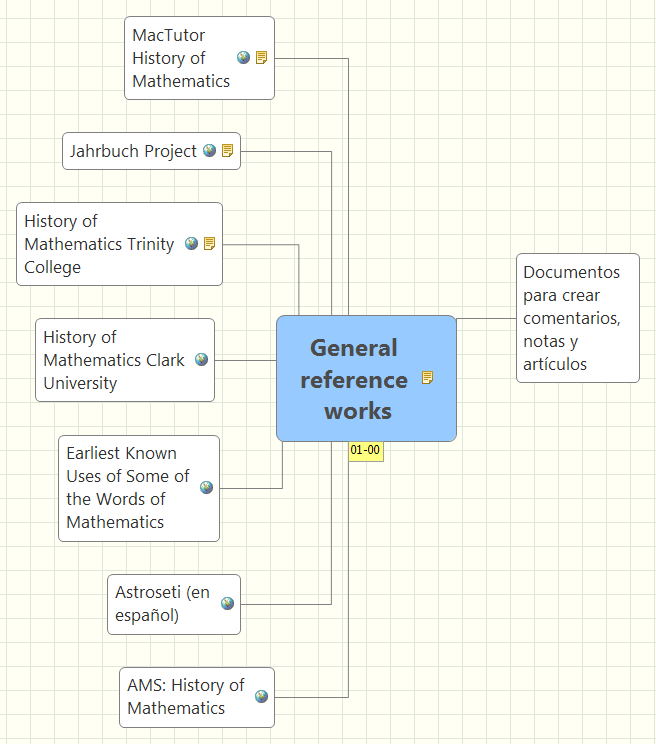 MacTutor
History of
Mathematics
Jahrbuch Project
History of
Mathematics Trinity
College
History of
Mathematics Clark
University
Earliest Known
Uses of Some of
the Words of
Mathematics
Astroseti (en
español)
AMS: History of
Mathematics
General
reference
works
01-00
Documentos
para crear
comentarios,
notas y
artículos